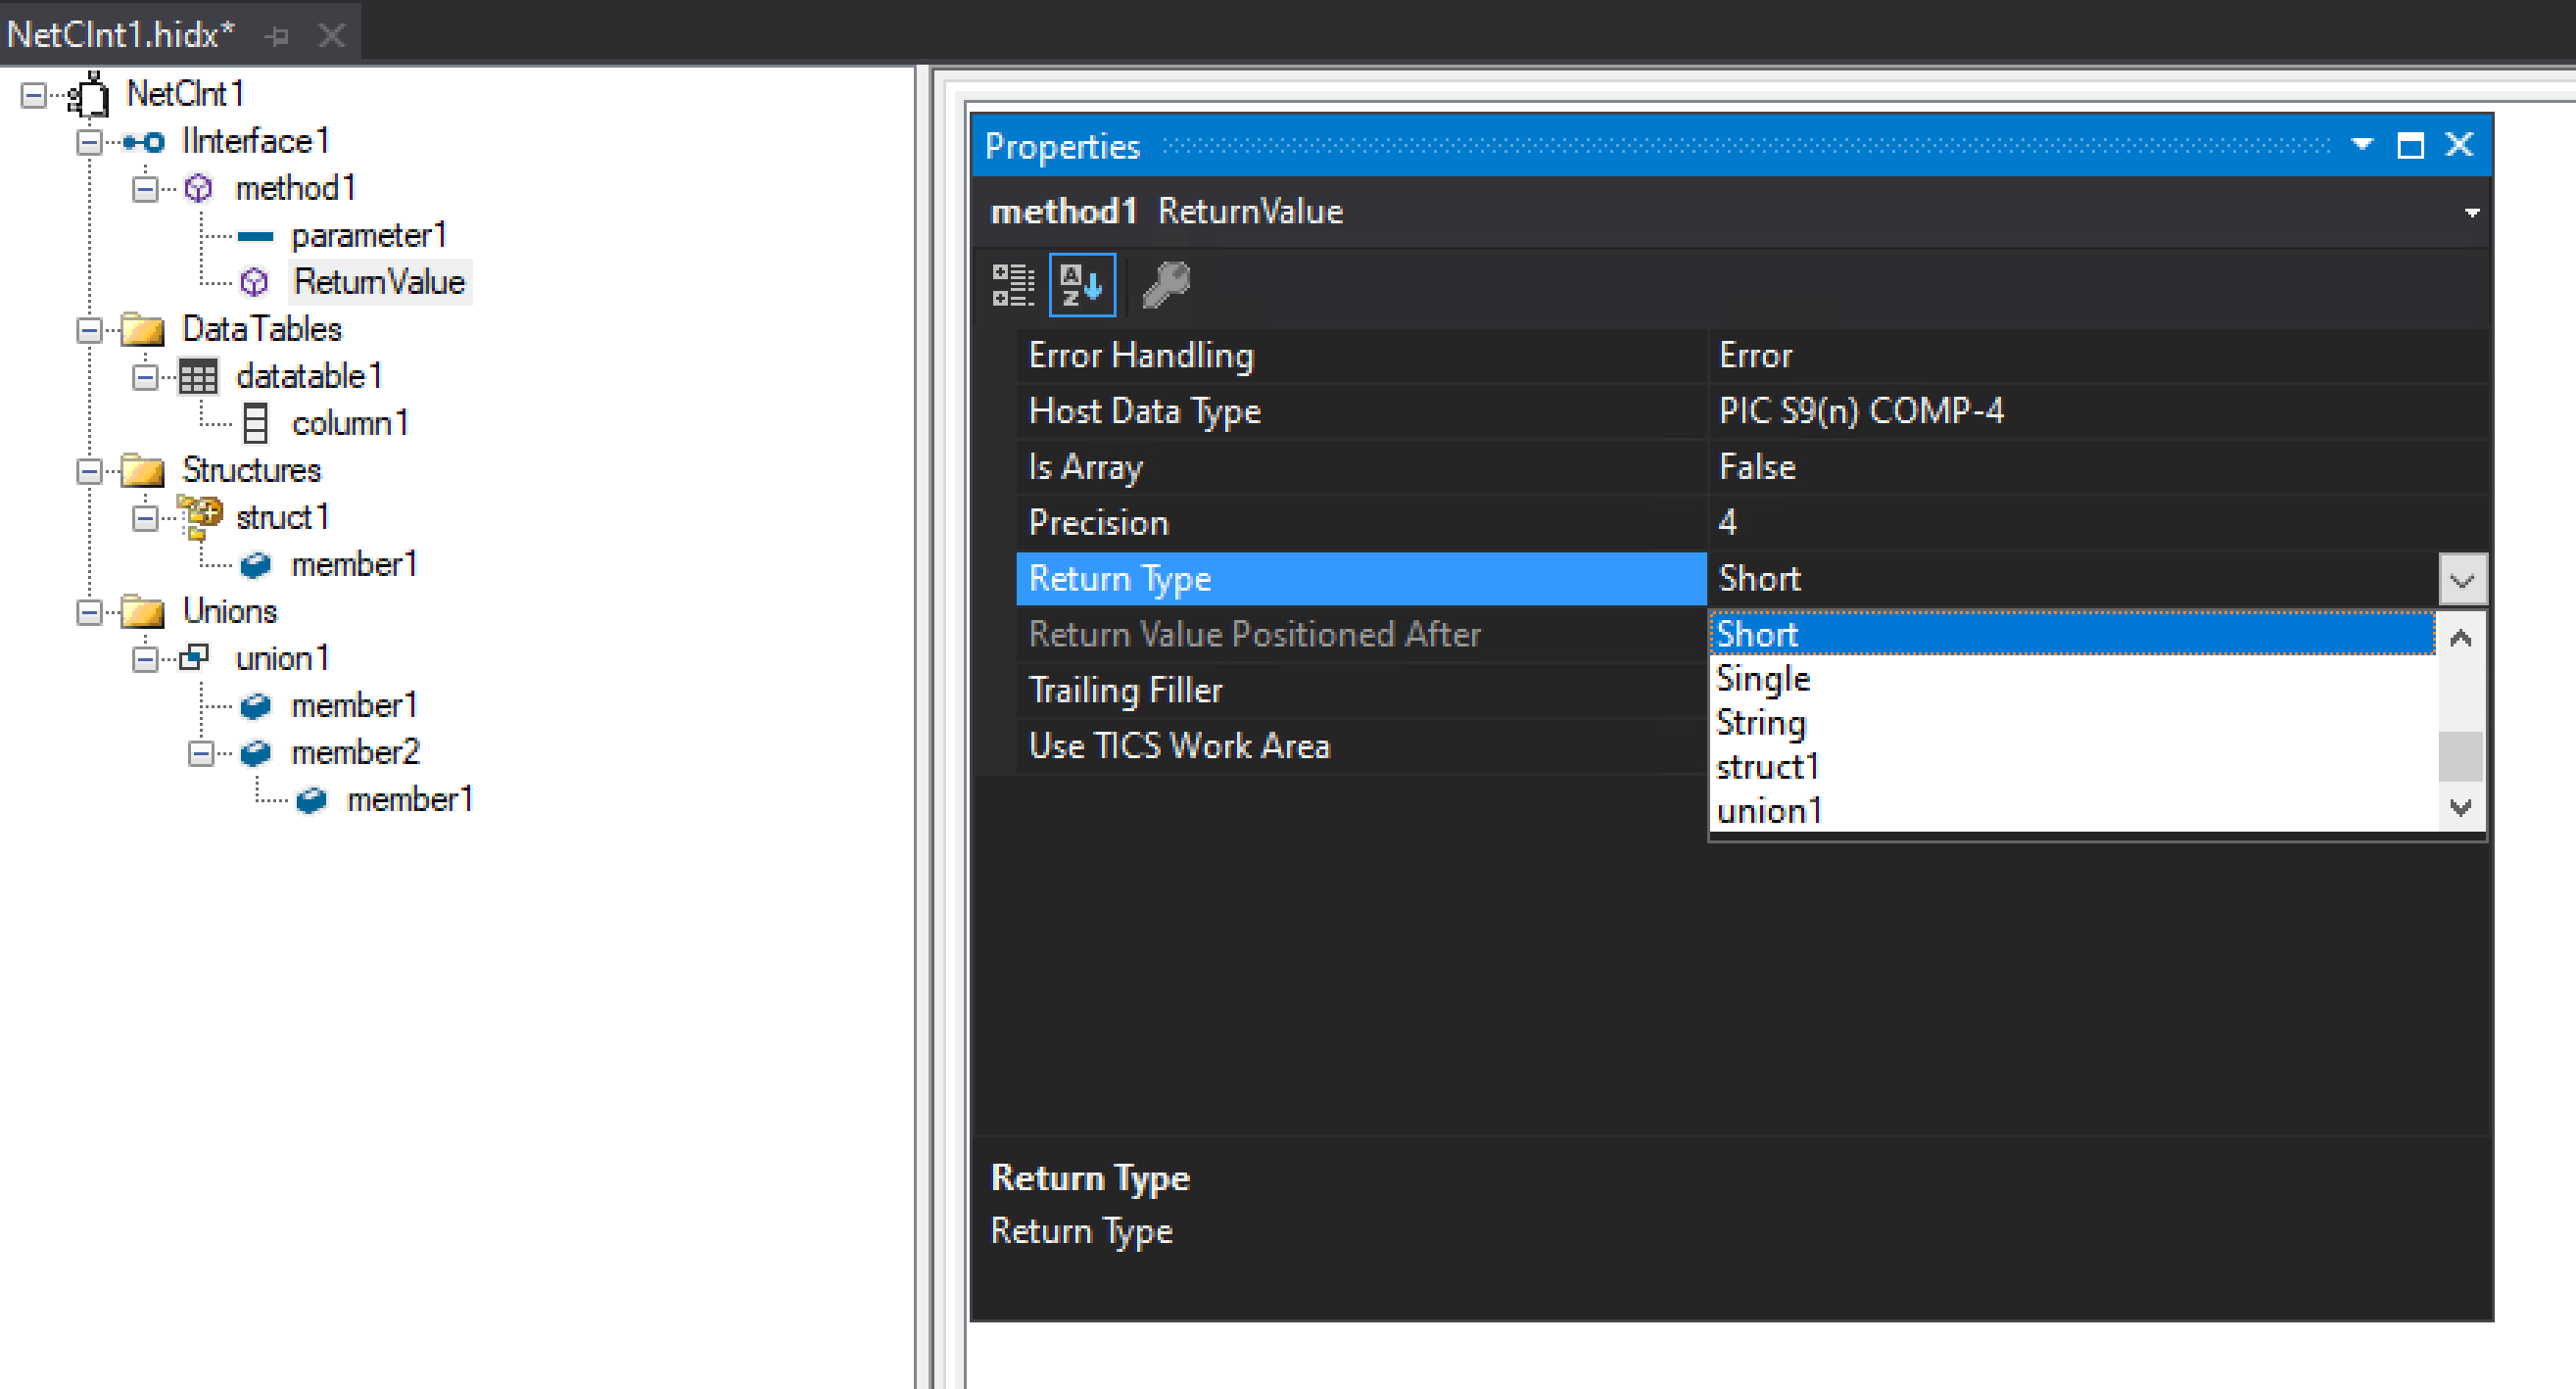 NetClnt1.hidx*
NetClnt1
IInterface1
method1
parameter1
ReturnValue
DataTables
datatable1
column1
Structures
struct1
member1
Unions
union1
member1
member2
member1
Properties
method1 ReturnValue
Error Handling Error
Host Data Type PIC S9(n) COMP-4
Is Array False
Precision 4
Return Type Short
Return Value Positioned After
Trailing Filler
Use TICS Work Area
Short
Single
String
struct1
union1
Return Type
Return Type